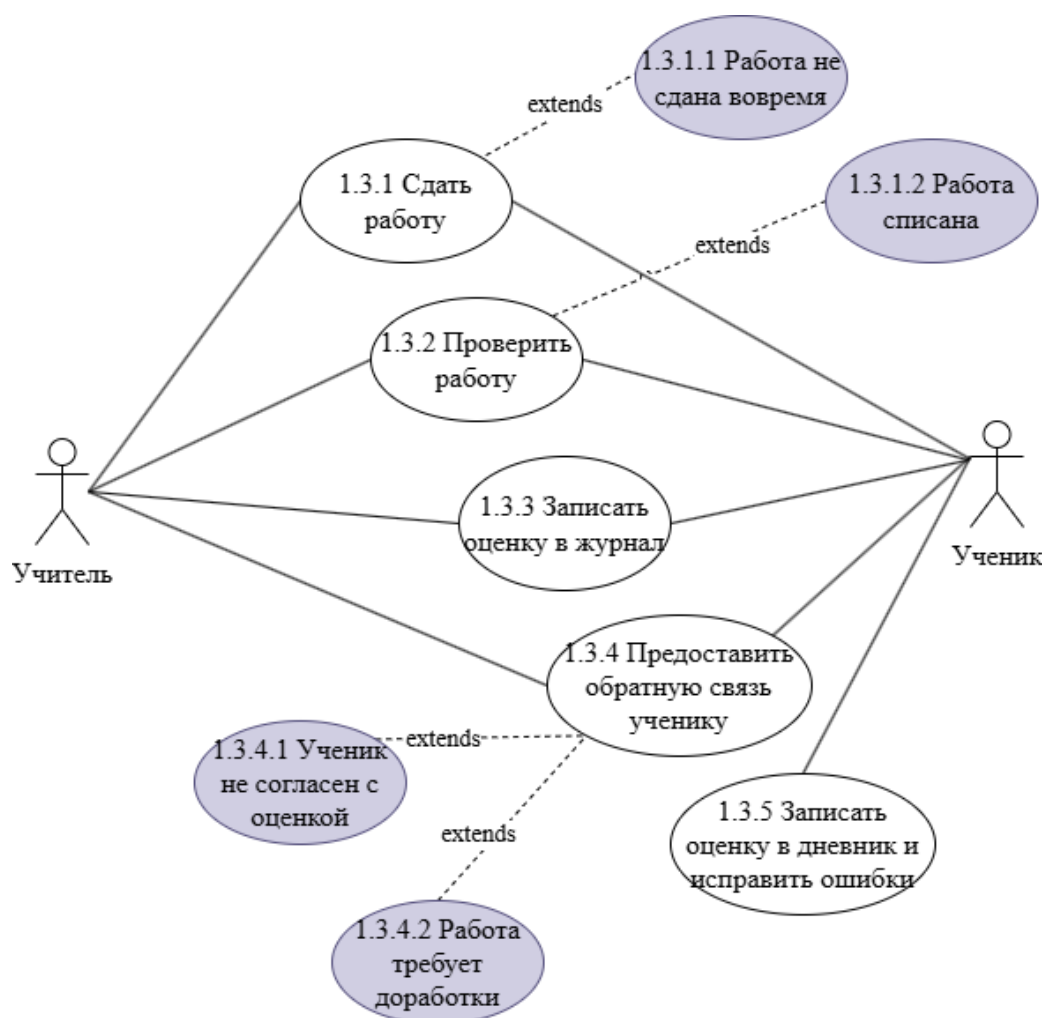 1.3.1.1 Работа не
сдана вовремя
extends
1.3.1 Сдать
работу
1.3.1.2 Работа
списана
extends
1.3.2 Проверить
работу
1.3.3 Записать
оценку в журнал
Учитель
Ученик
1.3.4 Предоставить
обратную связь
ученику
extends
1.3.4.1 Ученик
не согласен с
оценкой
1.3.5 Записать
оценку в дневник и
исправить ошибки
extends
1.3.4.2 Работа
требует
доработки